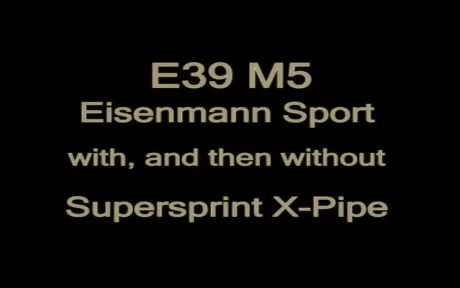 E39 M5
Eisenmann Sport
with, and then without
Supersprint X-Pipe